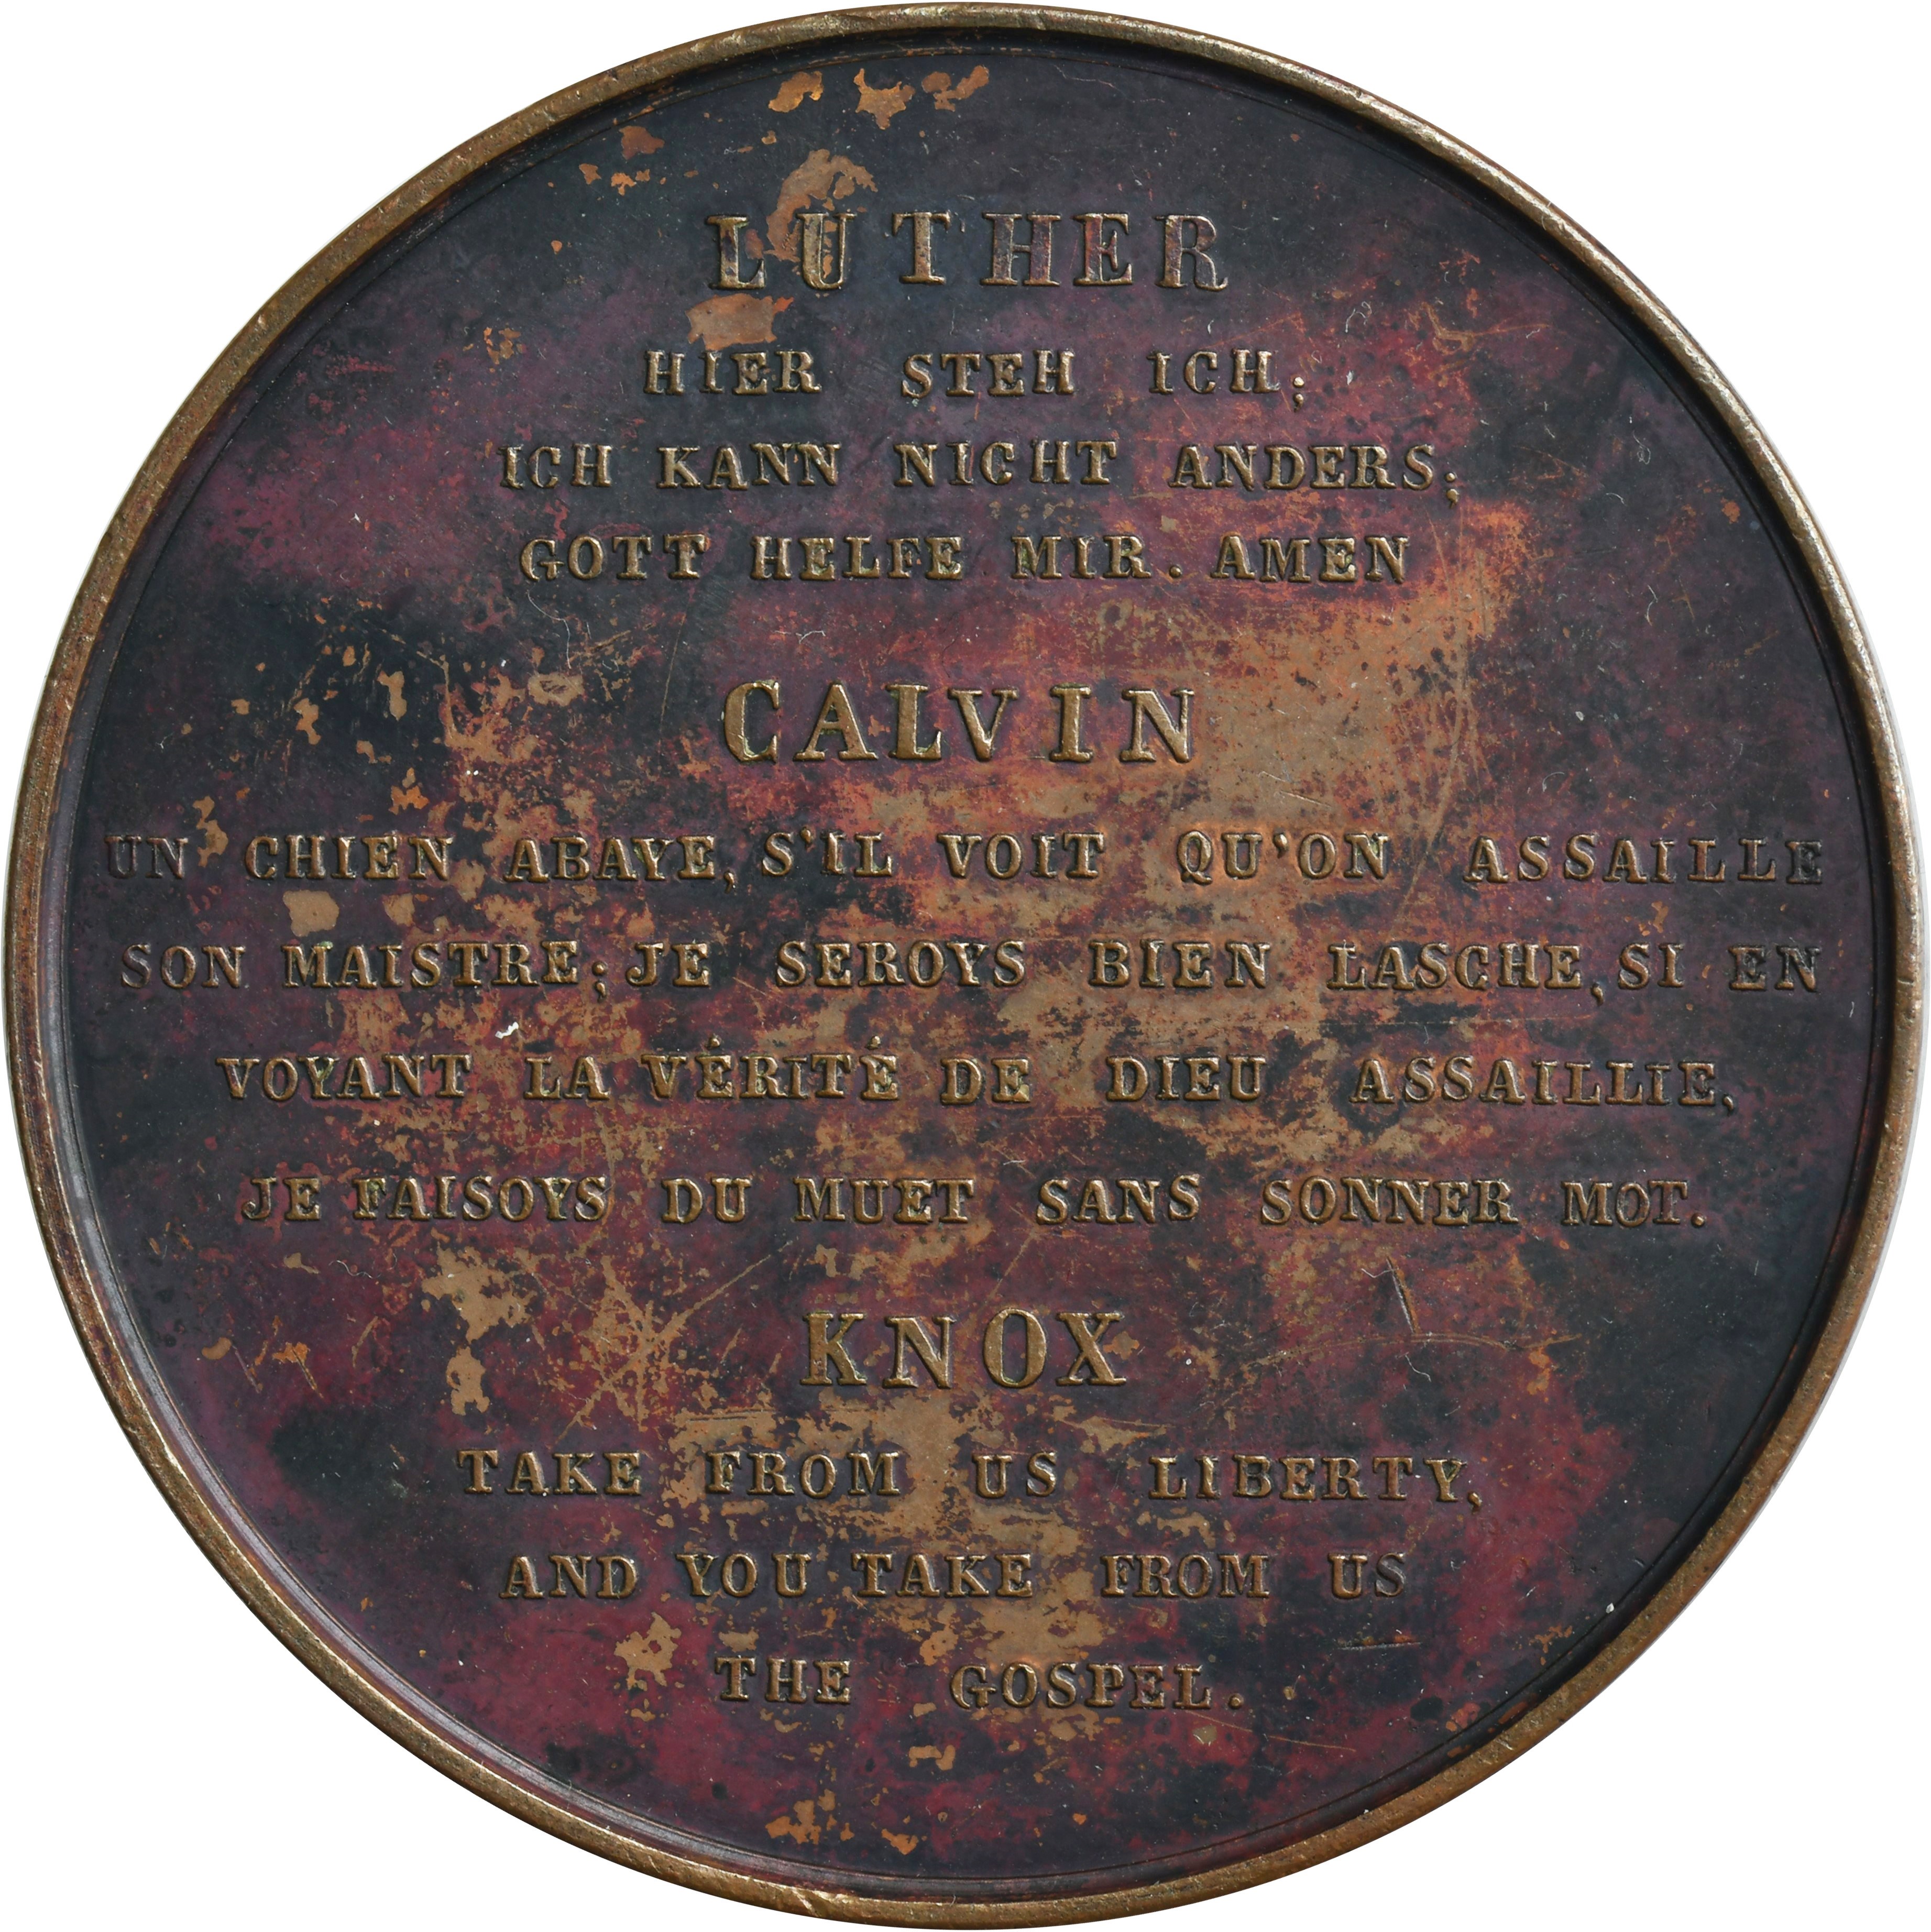 LUTHER
HIER STEH ICH;
ICH KANN NICHT ANDERS;
GOTT HELFE MIR. AMEN
CALVIN
UN CHIEN ABAYE, S'IL VOIT QU'ON ASSAILLE
SON MAISTRE; JE SEROYS BIEN LASCHE, SI EN
VOYANT LA VÉRITÉ DE DIEU ASSAILLIE,
JE FAISOYS DU MUET SANS SONNER MOT.
KNOX
TAKE FROM US LIBERTY,
AND YOU TAKE FROM US
THE GOSPEL.